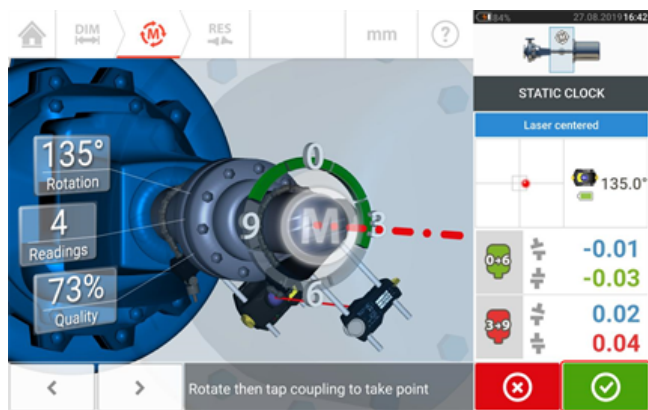 DIM
M
RES
mm
?
84%
27.08.2019 16:42
STATIC CLOCK
Laser centered
135.0°
135°
Rotation
4
Readings
73%
Quality
0
9
M
3
6
0→6
-0.01
-0.03
3→9
0.02
0.04
Rotate then tap coupling to take point